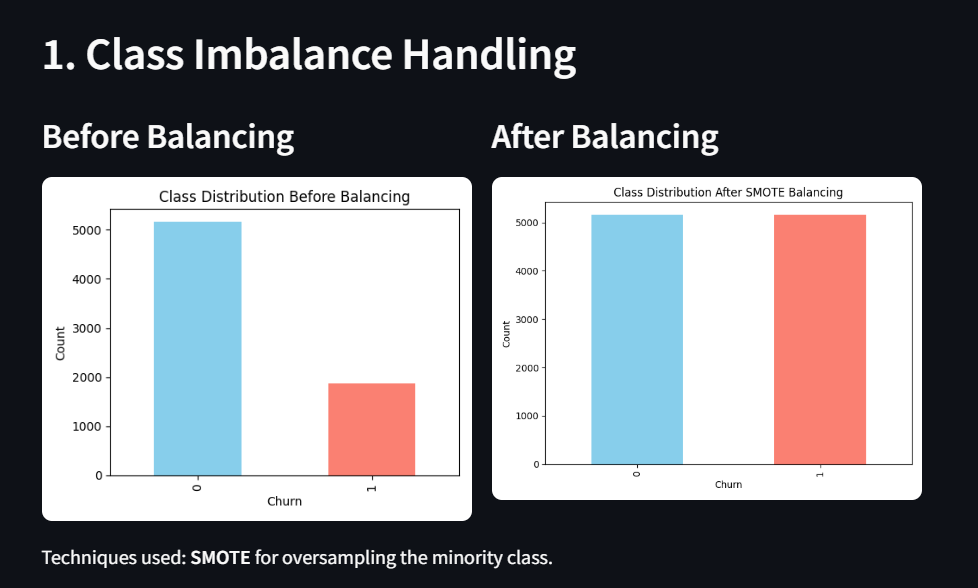 1. Class Imbalance Handling
Before Balancing
Class Distribution Before Balancing
5000
4000
3000
2000
1000
0
Count
0
1
Churn
After Balancing
Class Distribution After SMOTE Balancing
5000
4000
3000
2000
1000
0
Count
0
1
Churn
Techniques used: SMOTE for oversampling the minority class.